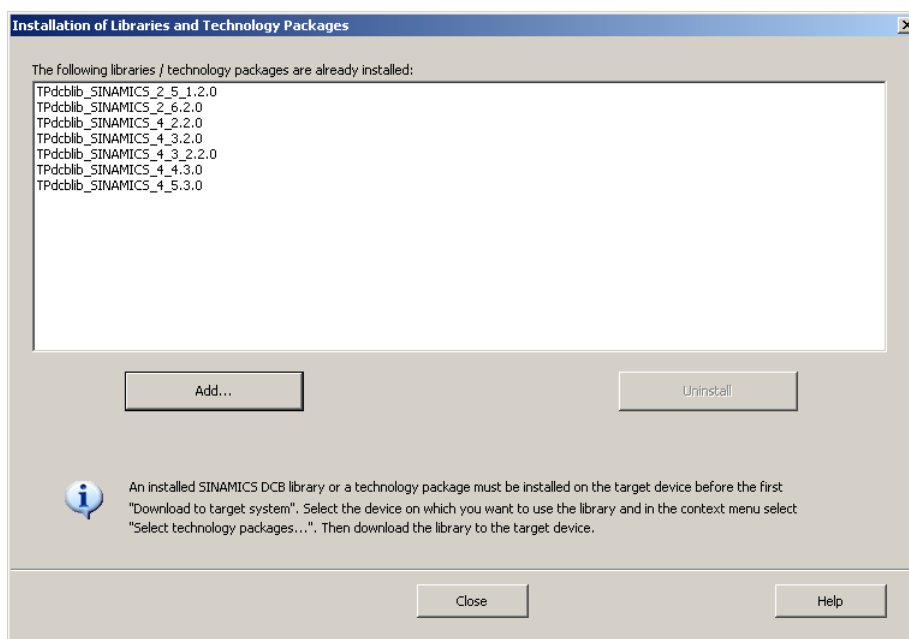 Installation of Libraries and Technology Packages
The following libraries / technology packages are already installed:
TPdcblib_SINAMICS_2_5_1.2.0
TPdcblib_SINAMICS_2_6.2.0
TPdcblib_SINAMICS_4_2.2.0
TPdcblib_SINAMICS_4_3.2.0
TPdcblib_SINAMICS_4_3_2.2.0
TPdcblib_SINAMICS_4_4.3.0
TPdcblib_SINAMICS_4_5.3.0
Add...
Uninstall
An installed SINAMICS DCB library or a technology package must be installed on the target device before the first
"Download to target system". Select the device on which you want to use the library and in the context menu select
"Select technology packages...". Then download the library to the target device.
Close
Help